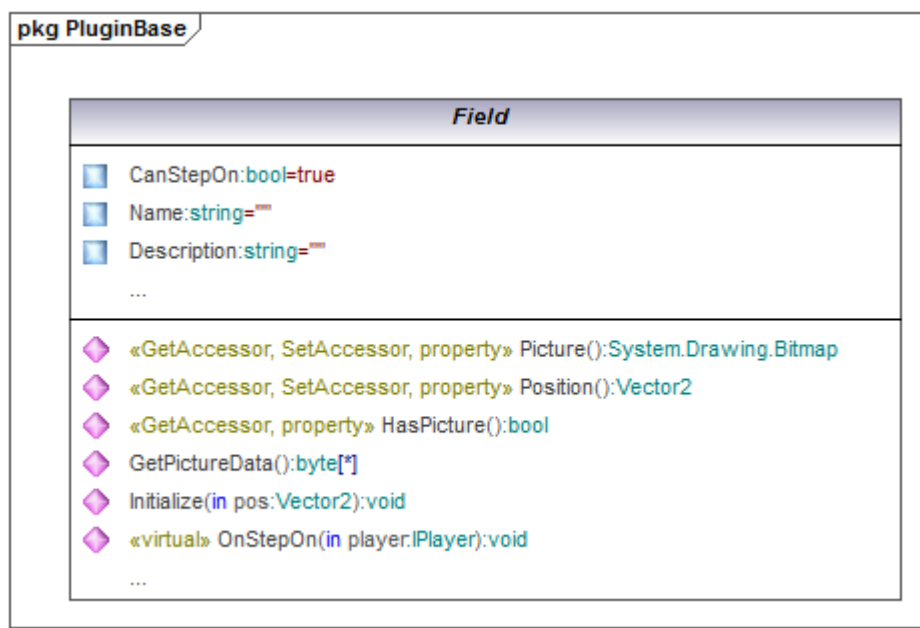 pkg PluginBase
Field
CanStepOn:bool=true
Name:string=""
Description:string=""
...
«GetAccessor, SetAccessor, property» Picture():System.Drawing.Bitmap
«GetAccessor, SetAccessor, property» Position():Vector2
«GetAccessor, property» HasPicture():bool
GetPictureData():byte[*]
Initialize(in pos:Vector2):void
«virtual» OnStepOn(in player:IPlayer):void
...